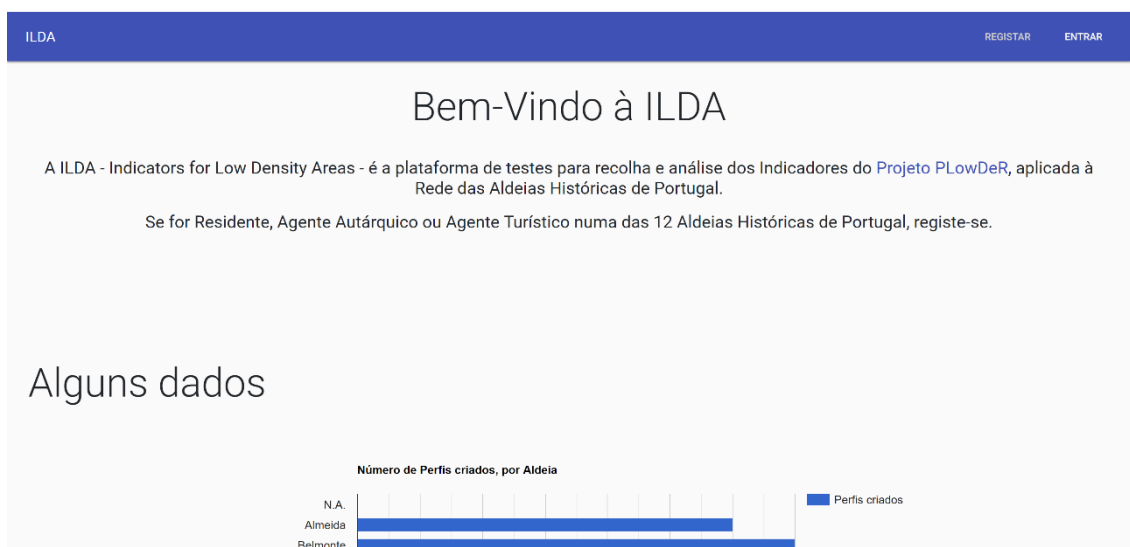 ILDA
REGISTAR
ENTRAR
Bem-Vindo à ILDA
A ILDA - Indicators for Low Density Areas - é a plataforma de testes para recolha e análise dos Indicadores do Projeto PLowDeR, aplicada à
Rede das Aldeias Históricas de Portugal.
Se for Residente, Agente Autárquico ou Agente Turístico numa das 12 Aldeias Históricas de Portugal, registe-se.
Alguns dados
Número de Perfis criados, por Aldeia
Perfis criados
N.A.
Almeida
Belmonte